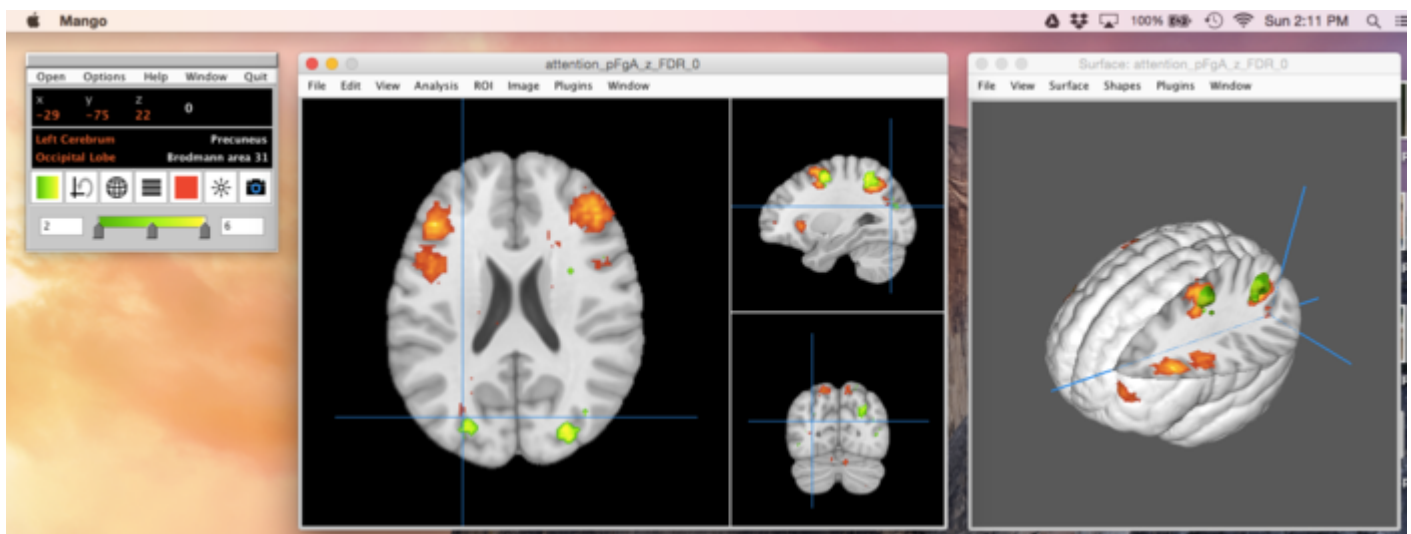 Mango 100% Sun 2:11 PM
Open Options Help Window Quit
x y z
-29 -75 22 0
Left Cerebrum Precuneus
Occipital Lobe Brodmann area 31
2 6
attention_pFgA_z_FDR_0
File Edit View Analysis ROI Image Plugins Window
Surface: attention_pFgA_z_FDR_0
File View Surface Shapes Plugins Window